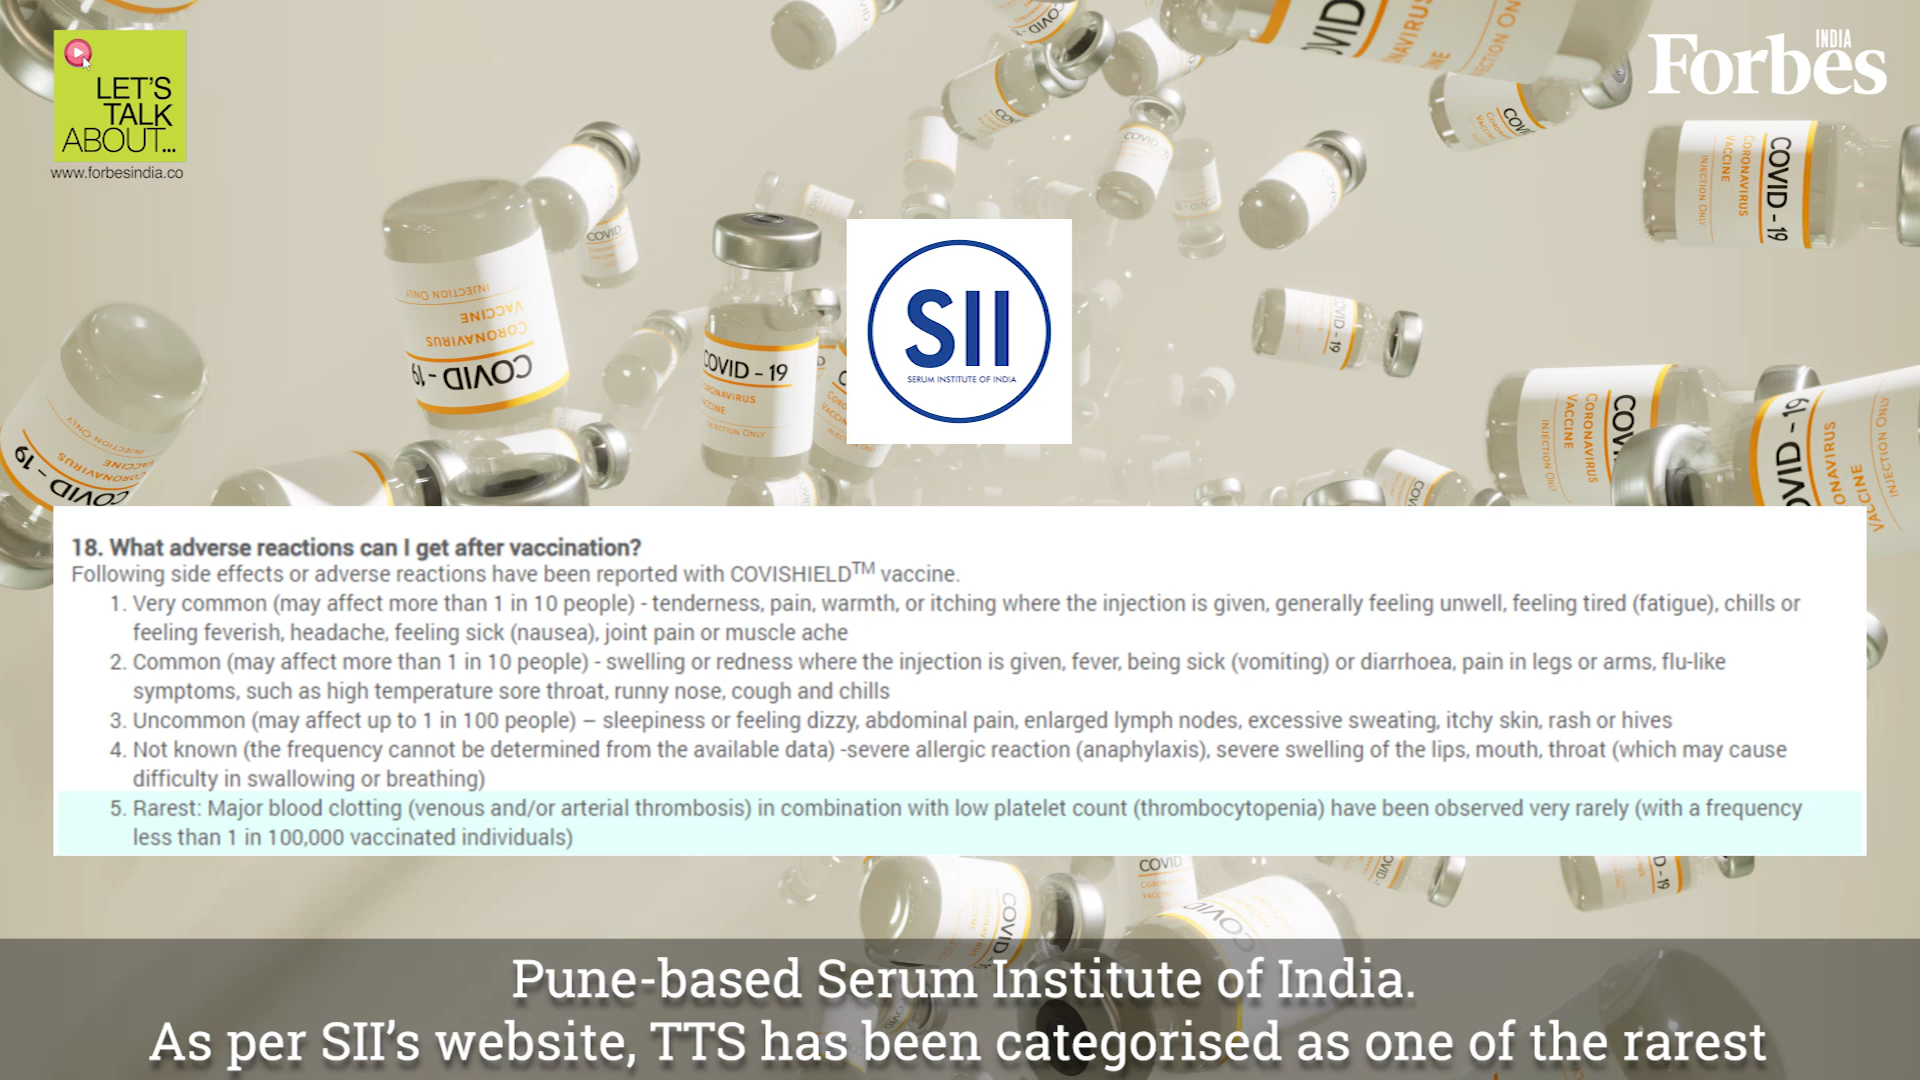 LET'S
TALK
ABOUT...
www.forbesindia.co
Forbes
INDIA
COVID - 19
CORONAVIRUS
VACCINE
INJECTION ONLY
COVID - 19
CORONAVIRUS
VACCINE
INJECTION ONLY
COVID - 19
SII
SERUM INSTITUTE OF INDIA
18. What adverse reactions can I get after vaccination?
Following side effects or adverse reactions have been reported with COVISHIELD™ vaccine.
1. Very common (may affect more than 1 in 10 people) - tenderness, pain, warmth, or itching where the injection is given, generally feeling unwell, feeling tired (fatigue), chills or
feeling feverish, headache, feeling sick (nausea), joint pain or muscle ache
2. Common (may affect more than 1 in 10 people) - swelling or redness where the injection is given, fever, being sick (vomiting) or diarrhoea, pain in legs or arms, flu-like
symptoms, such as high temperature sore throat, runny nose, cough and chills
3. Uncommon (may affect up to 1 in 100 people) – sleepiness or feeling dizzy, abdominal pain, enlarged lymph nodes, excessive sweating, itchy skin, rash or hives
4. Not known (the frequency cannot be determined from the available data) -severe allergic reaction (anaphylaxis), severe swelling of the lips, mouth, throat (which may cause
difficulty in swallowing or breathing)
5. Rarest: Major blood clotting (venous and/or arterial thrombosis) in combination with low platelet count (thrombocytopenia) have been observed very rarely (with a frequency
less than 1 in 100,000 vaccinated individuals)
Pune-based Serum Institute of India.
As per SII's website, TTS has been categorised as one of the rarest